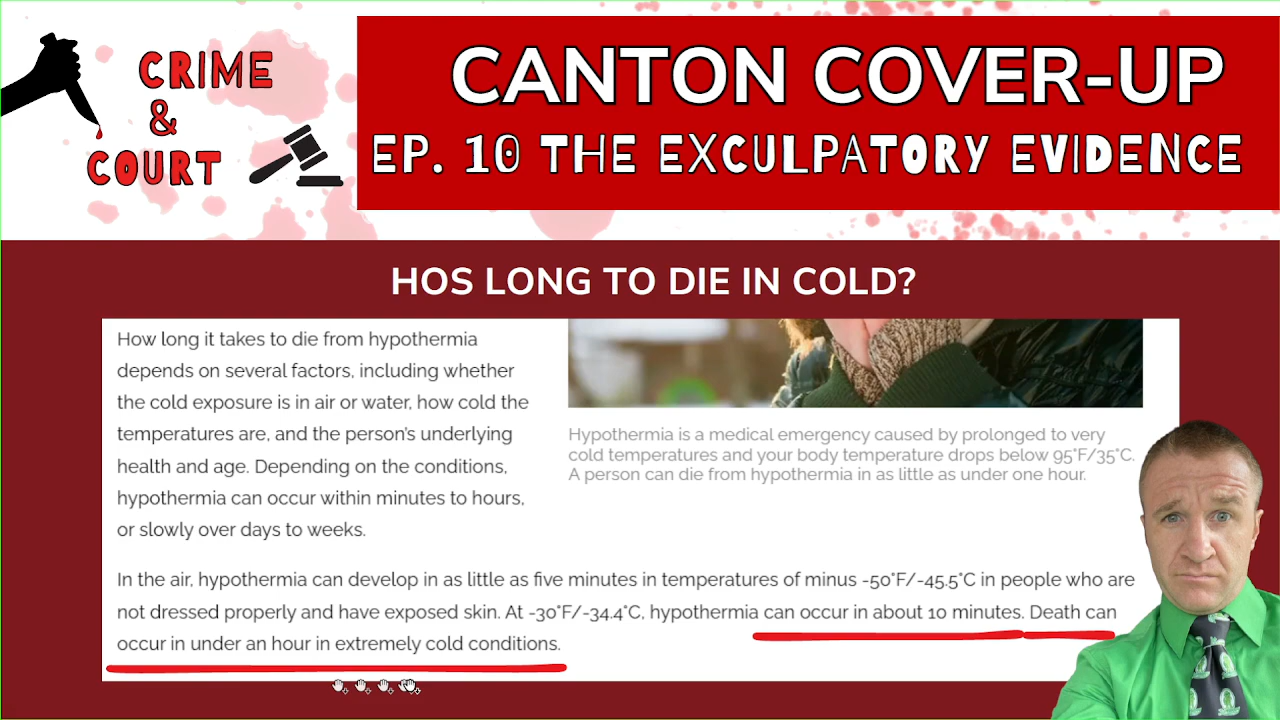 CRIME
&
COURT
CANTON COVER-UP
EP. 10 THE EXCULPATORY EVIDENCE
HOS LONG TO DIE IN COLD?
How long it takes to die from hypothermia
depends on several factors, including whether
the cold exposure is in air or water, how cold the
temperatures are, and the person's underlying
health and age. Depending on the conditions,
hypothermia can occur within minutes to hours,
or slowly over days to weeks.
Hypothermia is a medical emergency caused by prolonged to very
cold temperatures and your body temperature drops below 95°F/35°C.
A person can die from hypothermia in as little as under one hour.
In the air, hypothermia can develop in as little as five minutes in temperatures of minus -50°F/-45.5°C in people who are
not dressed properly and have exposed skin. At -30°F/-34.4°C, hypothermia can occur in about 10 minutes. Death can
occur in under an hour in extremely cold conditions.